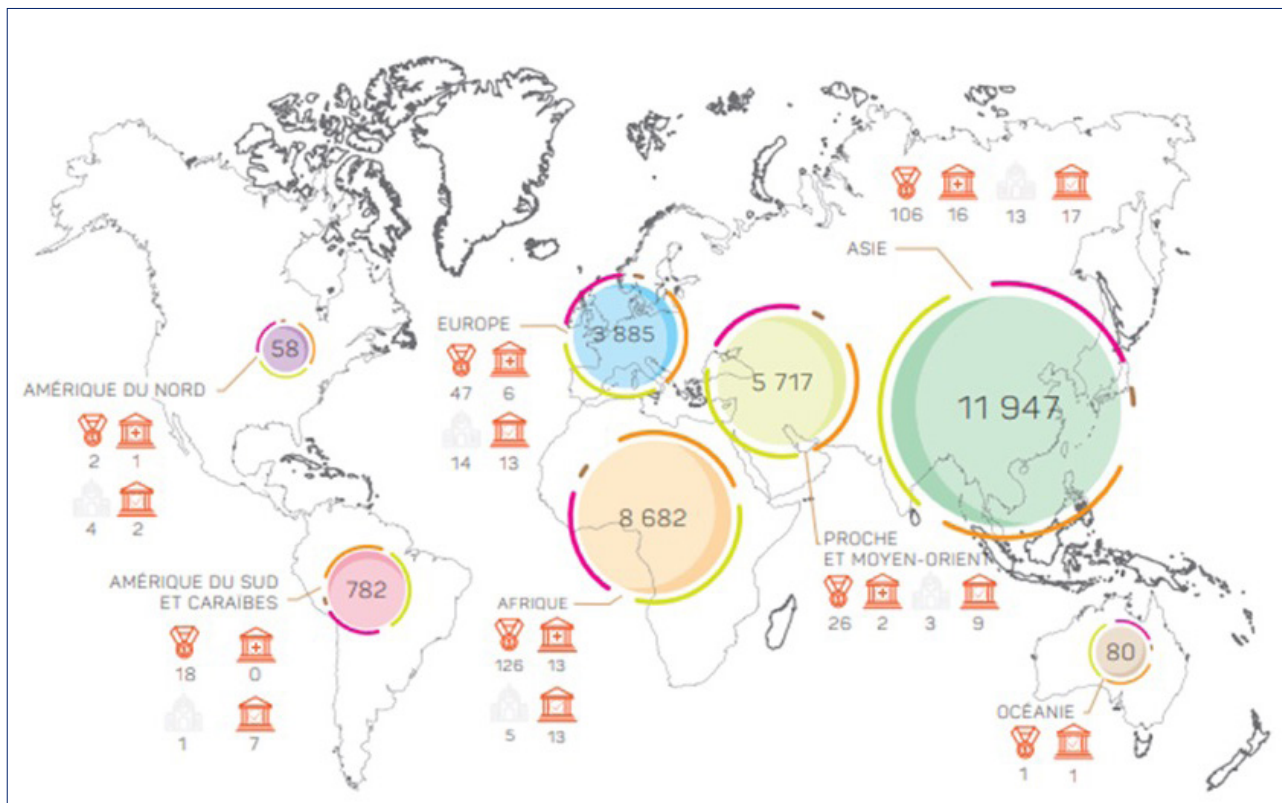 106 16 13 17
ASIE
11 947
EUROPE
3 885
47 6
14 13
5 717
58
AMÉRIQUE DU NORD
2 1
4 2
8 682
PROCHE
ET MOYEN-ORIENT
26 2 3 9
AMÉRIQUE DU SUD
ET CARAÏBES
782
18 0
1 7
AFRIQUE
126 13
5 13
80
OCÉANIE
1 1